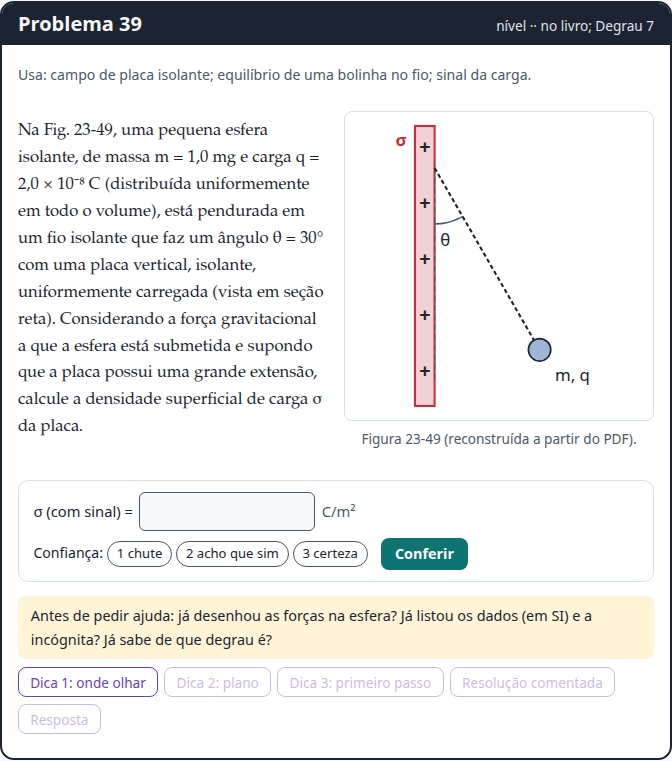 Problema 39
nível ·· no livro; Degrau 7
Usa: campo de placa isolante; equilíbrio de uma bolinha no fio; sinal da carga.
Na Fig. 23-49, uma pequena esfera
isolante, de massa m = 1,0 mg e carga q =
2,0 × 10⁻⁸ C (distribuída uniformemente
em todo o volume), está pendurada em
um fio isolante que faz um ângulo θ = 30°
com uma placa vertical, isolante,
uniformemente carregada (vista em seção
reta). Considerando a força gravitacional
a que a esfera está submetida e supondo
que a placa possui uma grande extensão,
calcule a densidade superficial de carga σ
da placa.
σ
+
+
θ
+
+
+
m, q
Figura 23-49 (reconstruída a partir do PDF).
σ (com sinal) =
C/m²
Confiança:
1 chute
2 acho que sim
3 certeza
Conferir
Antes de pedir ajuda: já desenhou as forças na esfera? Já listou os dados (em SI) e a
incógnita? Já sabe de que degrau é?
Dica 1: onde olhar
Dica 2: plano
Dica 3: primeiro passo
Resolução comentada
Resposta